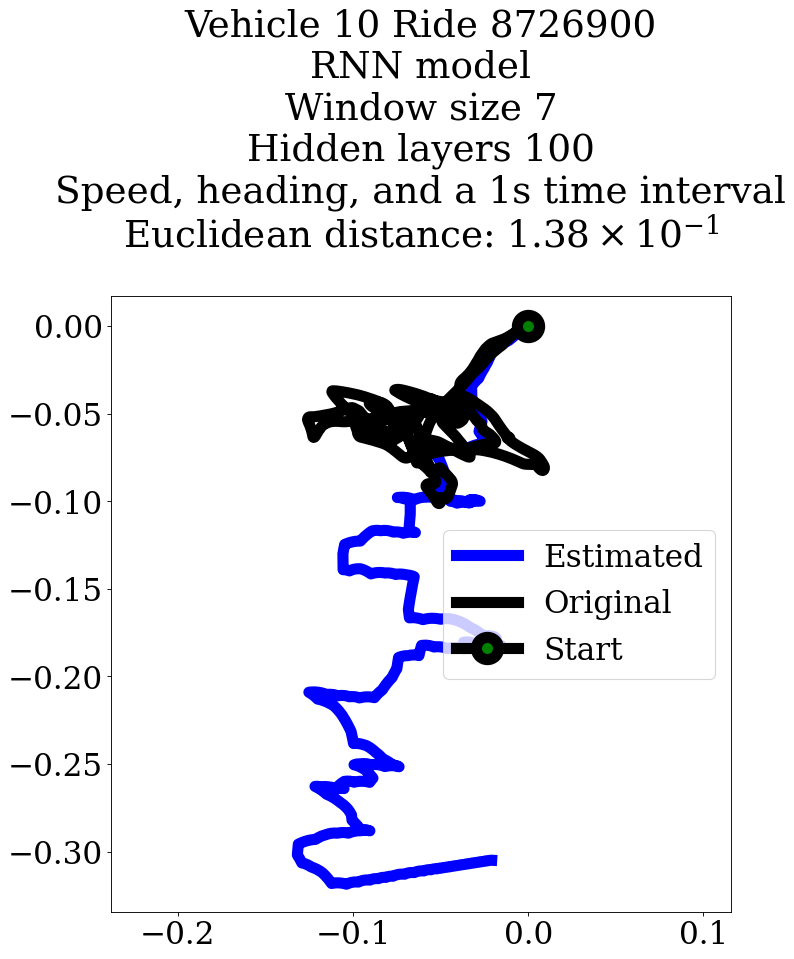 Vehicle 10 Ride 8726900
RNN model
Window size 7
Hidden layers 100
Speed, heading, and a 1s time interval
Euclidean distance: 1.38 × 10⁻¹
0.00
−0.05
−0.10
−0.15
−0.20
−0.25
−0.30
Estimated
Original
Start
−0.2
−0.1
0.0
0.1